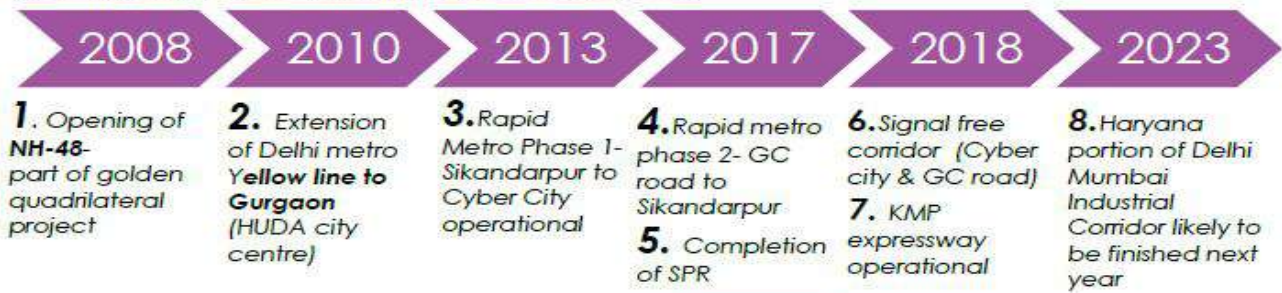 2008
2010
2013
2017
2018
2023
1. Opening of
NH-48-
part of golden
quadrilateral
project
2. Extension
of Delhi metro
Yellow line to
Gurgaon
(HUDA city
centre)
3.Rapid
Metro Phase 1-
Sikandarpur to
Cyber City
operational
4.Rapid metro
phase 2- GC
road to
Sikandarpur
5. Completion
of SPR
6.Signal free
corridor (Cyber
city & GC road)
7. KMP
expressway
operational
8.Haryana
portion of Delhi
Mumbai
Industrial
Corridor likely to
be finished next
year